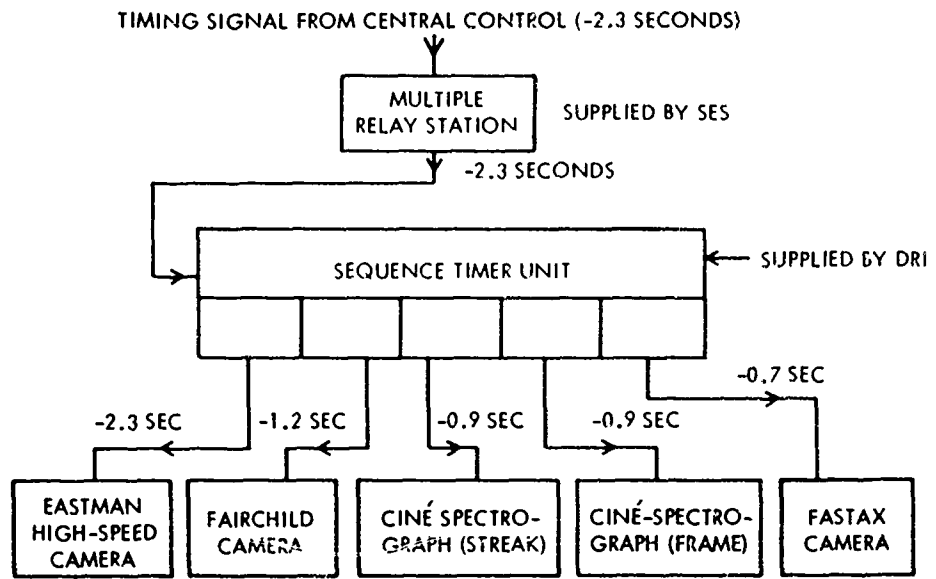 TIMING SIGNAL FROM CENTRAL CONTROL (-2.3 SECONDS)
MULTIPLE
RELAY STATION
SUPPLIED BY SES
-2.3 SECONDS
SEQUENCE TIMER UNIT
SUPPLIED BY DRI
-0.7 SEC
-2.3 SEC
-1.2 SEC
-0.9 SEC
-0.9 SEC
EASTMAN
HIGH-SPEED
CAMERA
FAIRCHILD
CAMERA
CINÉ SPECTRO-
GRAPH (STREAK)
CINÉ-SPECTRO-
GRAPH (FRAME)
FASTAX
CAMERA